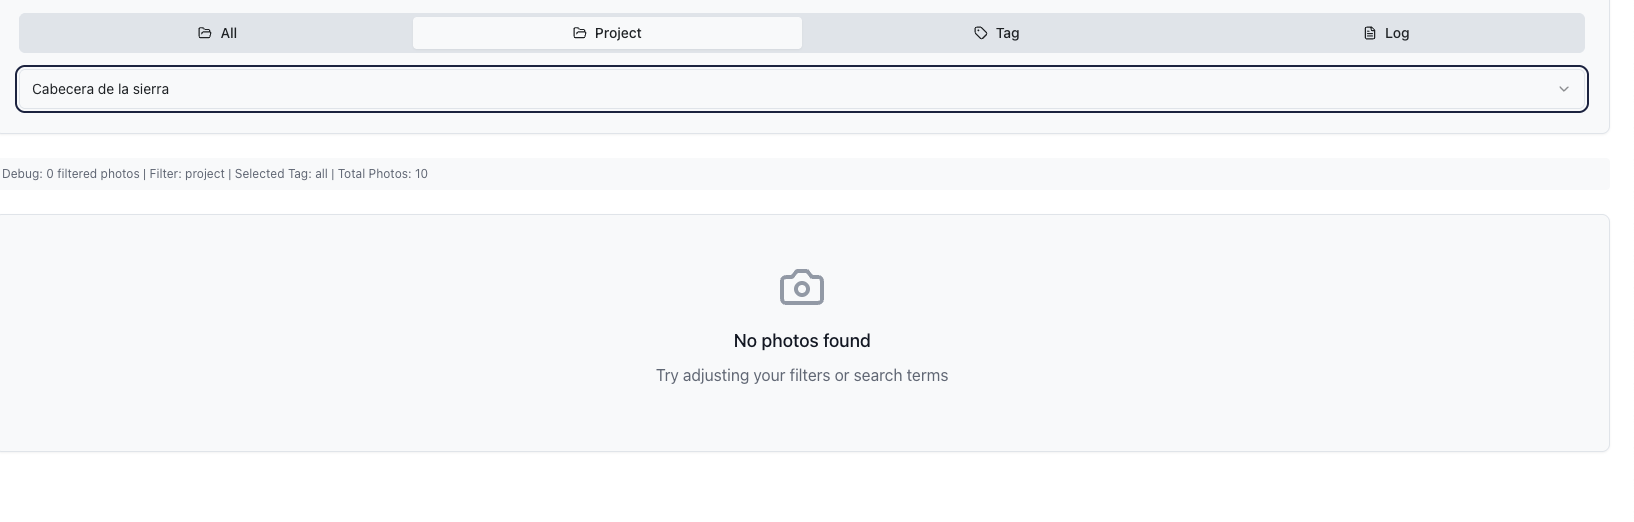 All Project Tag Log
Cabecera de la sierra
Debug: 0 filtered photos | Filter: project | Selected Tag: all | Total Photos: 10
No photos found
Try adjusting your filters or search terms